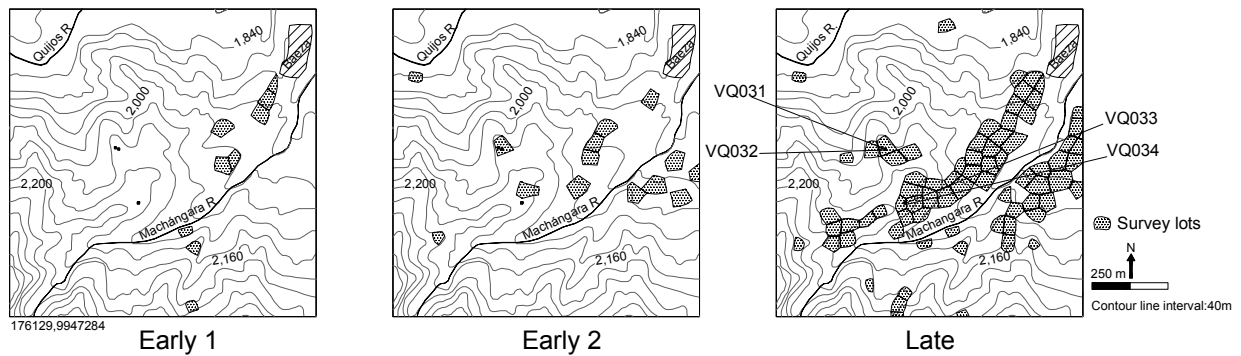 Quijos R.
1,840
Baeza
2,000
2,200
Machángara R.
2,160
176129,9947284
Early 1
Quijos R.
1,840
Baeza
2,000
2,200
Machángara R.
2,160
Early 2
Quijos R.
1,840
Baeza
2,000
2,200
Machángara R.
2,160
Late
VQ031
VQ032
VQ033
VQ034
Survey lots
N
250 m
Contour line interval:40m